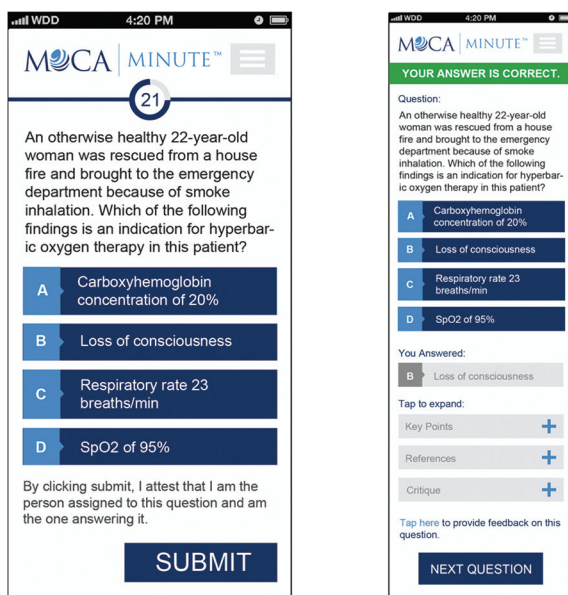 WDD 4:20 PM
MOCA MINUTE™
21
An otherwise healthy 22-year-old
woman was rescued from a house
fire and brought to the emergency
department because of smoke
inhalation. Which of the following
findings is an indication for hyperbar-
ic oxygen therapy in this patient?
A Carboxyhemoglobin
concentration of 20%
B Loss of consciousness
C Respiratory rate 23
breaths/min
D SpO2 of 95%
By clicking submit, I attest that I am the
person assigned to this question and am
the one answering it.
SUBMIT
WDD 4:20 PM
MOCA MINUTE™
YOUR ANSWER IS CORRECT.
Question:
An otherwise healthy 22-year-old
woman was rescued from a house
fire and brought to the emergency
department because of smoke
inhalation. Which of the following
findings is an indication for hyperbar-
ic oxygen therapy in this patient?
A Carboxyhemoglobin
concentration of 20%
B Loss of consciousness
C Respiratory rate 23
breaths/min
D SpO2 of 95%
You Answered:
B Loss of consciousness
Tap to expand:
Key Points +
References +
Critique +
Tap here to provide feedback on this
question.
NEXT QUESTION